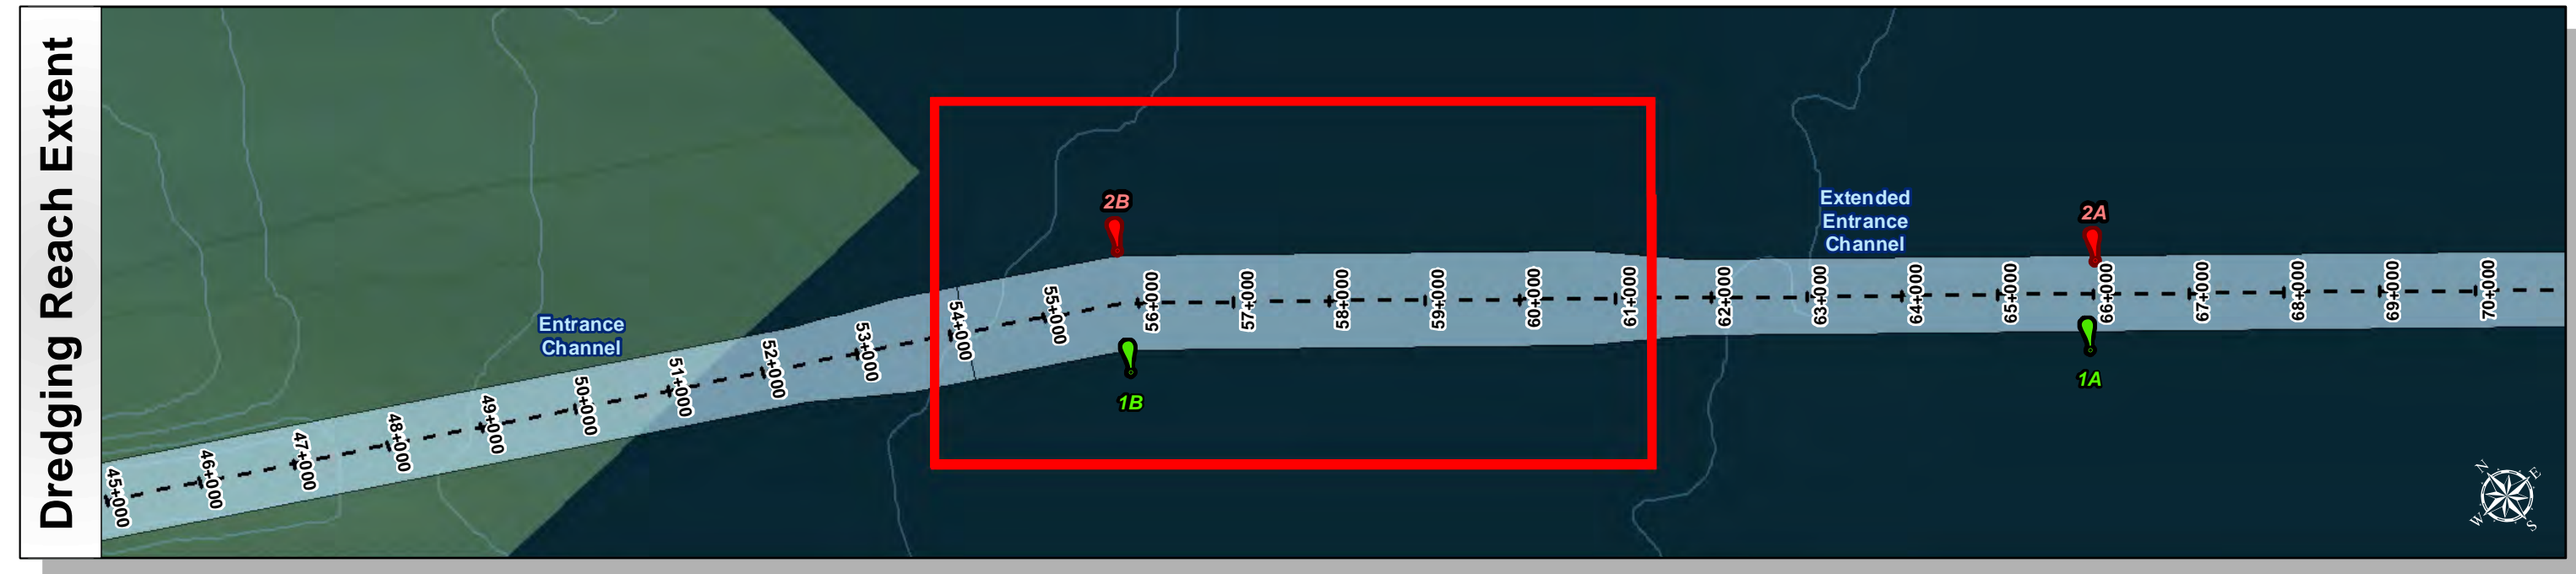 Dredging Reach Extent
2B
Extended
Entrance
Channel
2A
Entrance
Channel
45+000
46+000
47+000
48+000
49+000
50+000
51+000
52+000
53+000
54+000
55+000
56+000
57+000
58+000
59+000
60+000
61+000
62+000
63+000
64+000
65+000
66+000
67+000
68+000
69+000
70+000
1B
1A
N
E
W
S